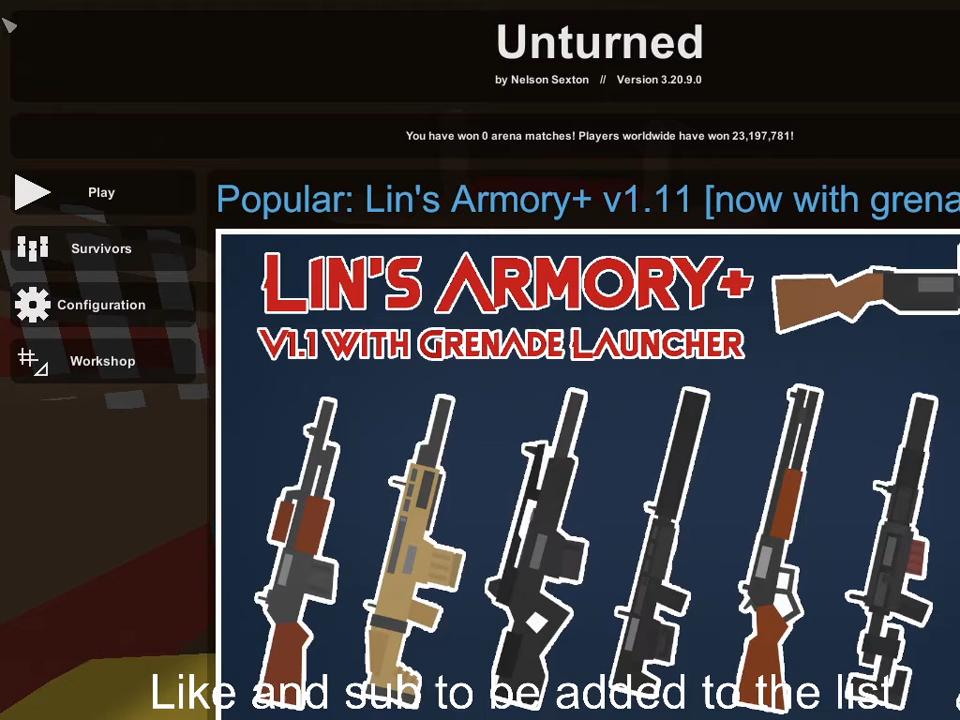 Unturned
by Nelson Sexton // Version 3.20.9.0
You have won 0 arena matches! Players worldwide have won 23,197,781!
Play
Survivors
Configuration
Workshop
Popular: Lin's Armory+ v1.11 [now with grena
LIN'S ARMORY+
V1.1 WITH GRENADE LAUNCHER
Like and sub to be added to the list